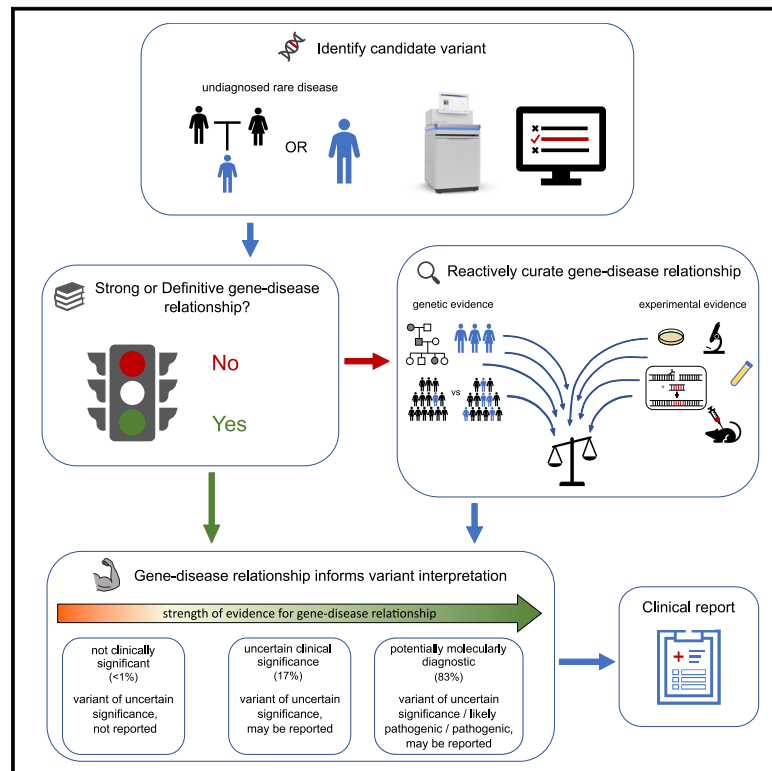 Identify candidate variant
undiagnosed rare disease
OR
Strong or Definitive gene-disease
relationship?
No
Yes
Reactively curate gene-disease relationship
genetic evidence
experimental evidence
vs
+
Gene-disease relationship informs variant interpretation
strength of evidence for gene-disease relationship
not clinically
significant
(<1%)
variant of uncertain
significance,
not reported
uncertain clinical
significance
(17%)
variant of uncertain
significance,
may be reported
potentially molecularly
diagnostic
(83%)
variant of uncertain
significance / likely
pathogenic / pathogenic,
may be reported
Clinical report